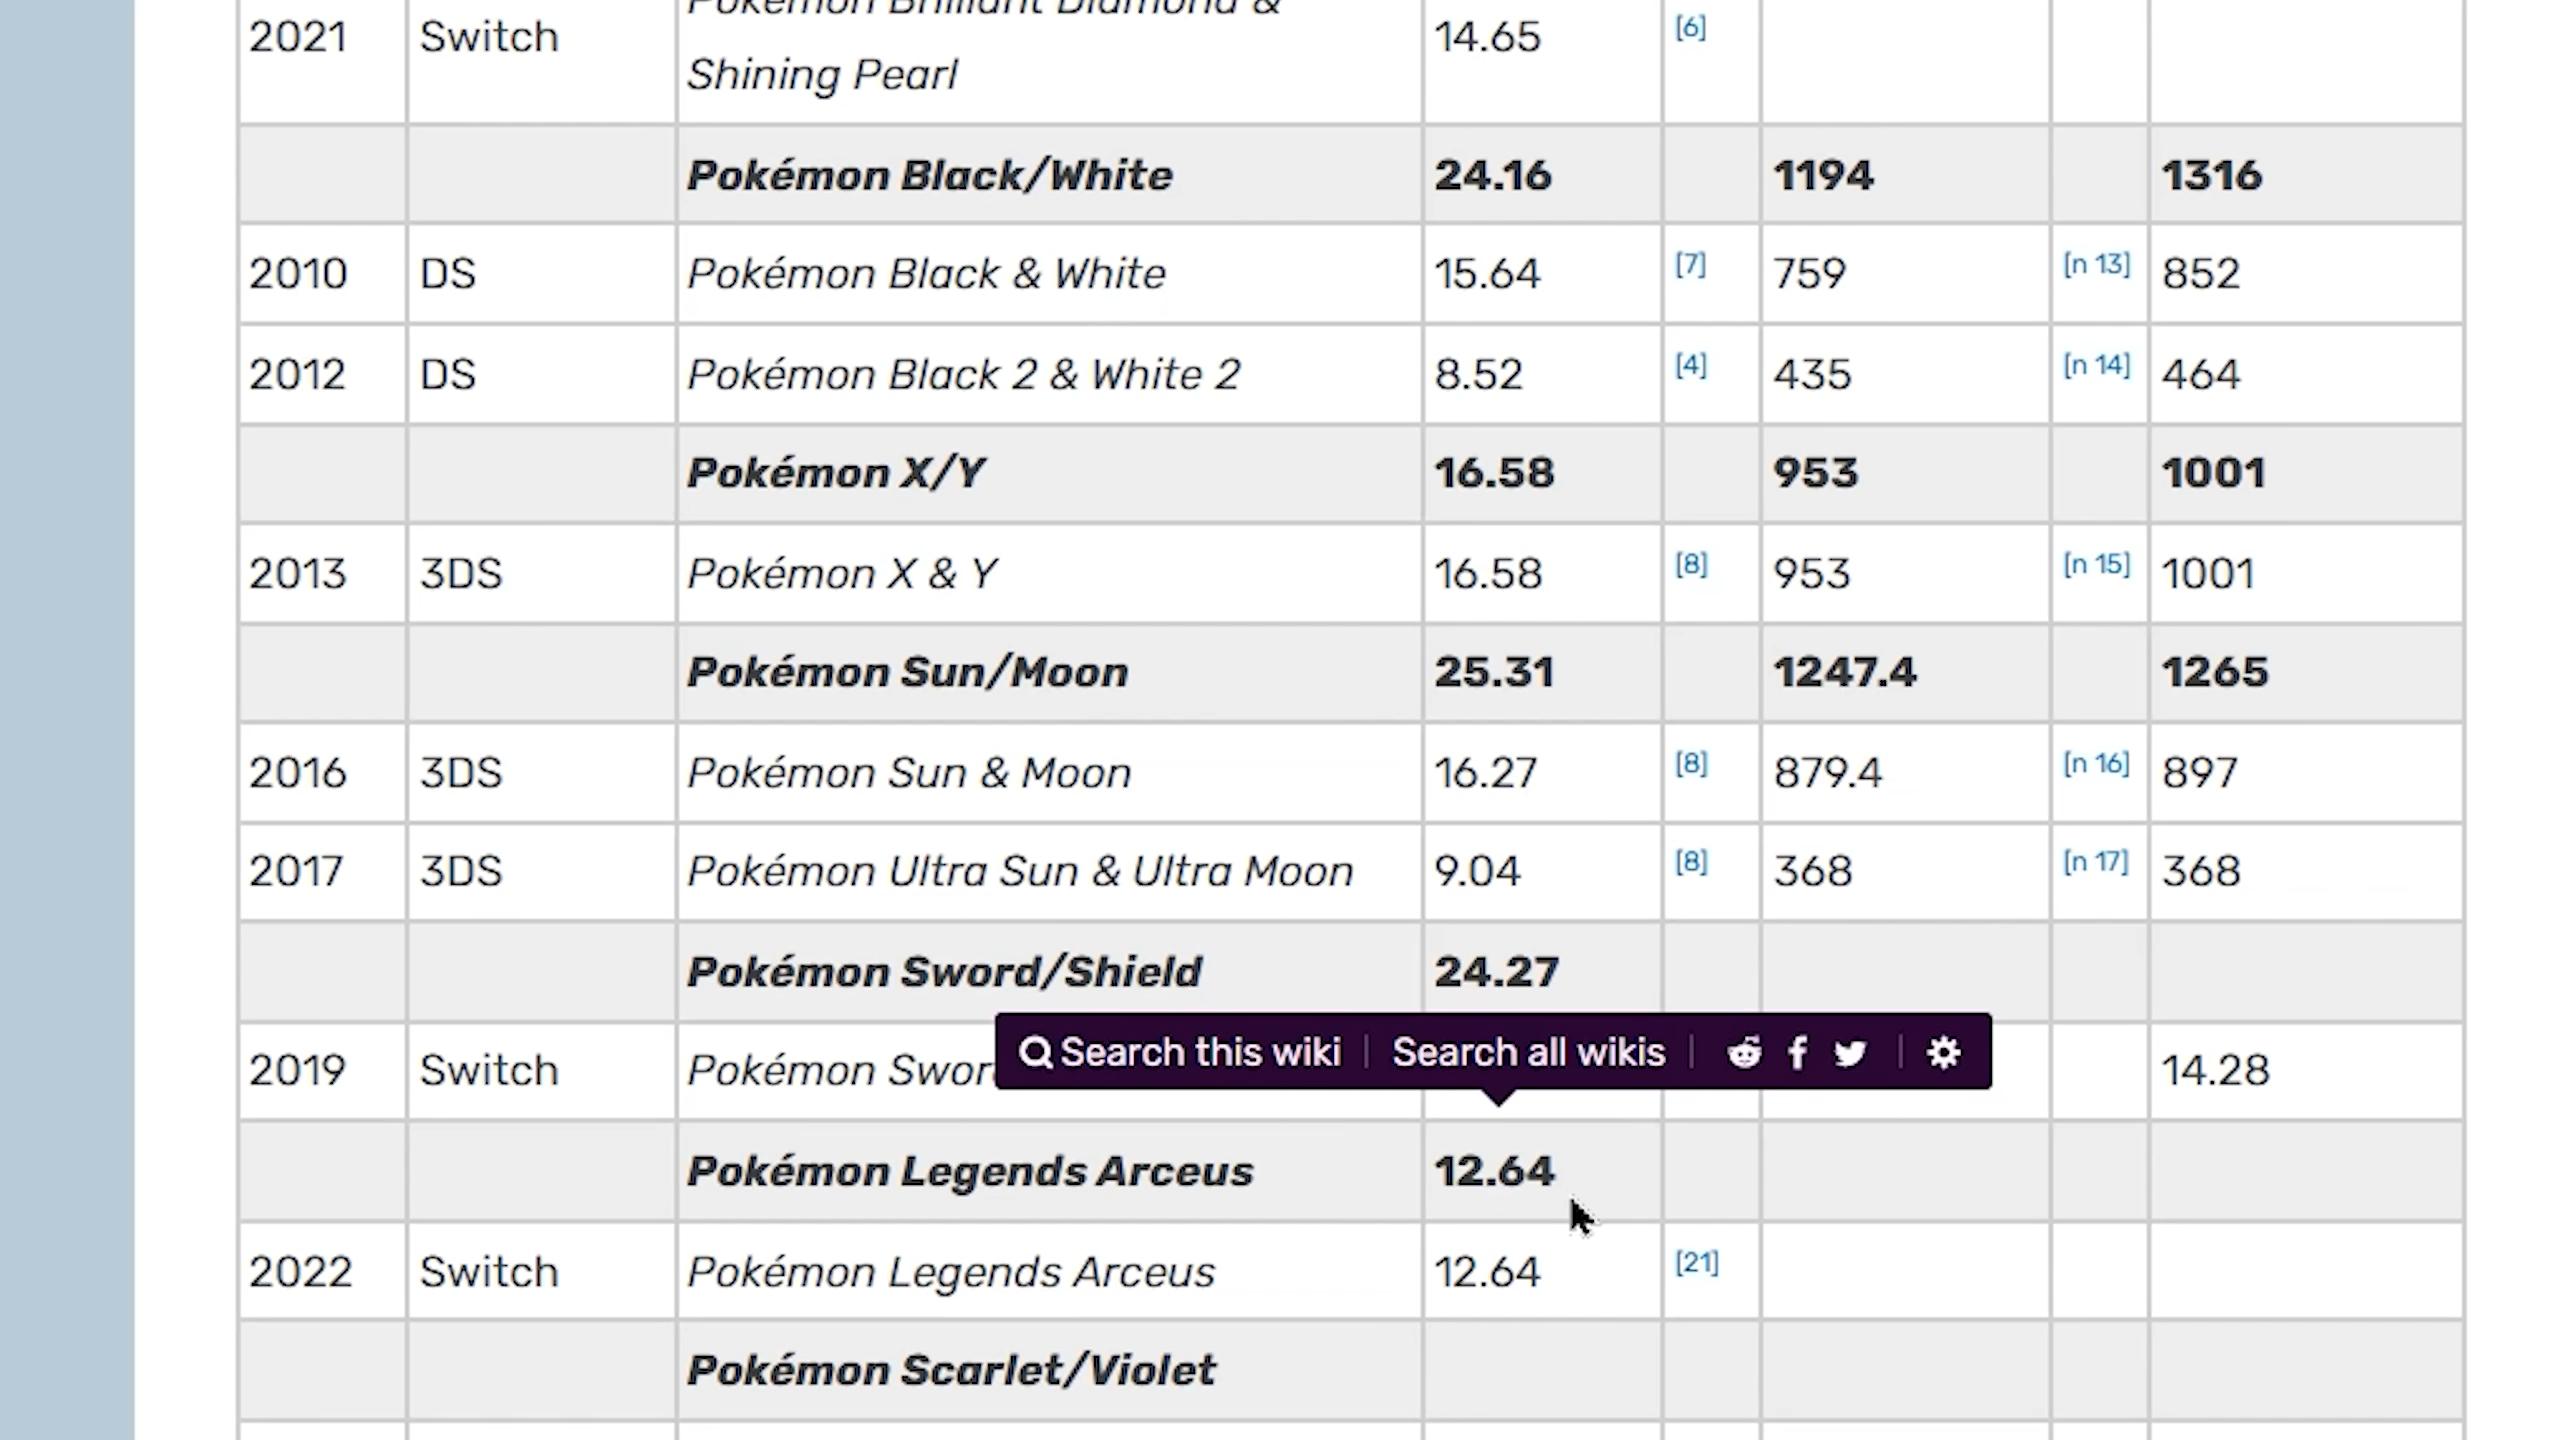 Pokémon Brilliant Diamond &
2021 Switch Shining Pearl 14.65 [6]
Pokémon Black/White 24.16 1194 1316
2010 DS Pokémon Black & White 15.64 [7] 759 [n 13] 852
2012 DS Pokémon Black 2 & White 2 8.52 [4] 435 [n 14] 464
Pokémon X/Y 16.58 953 1001
2013 3DS Pokémon X & Y 16.58 [8] 953 [n 15] 1001
Pokémon Sun/Moon 25.31 1247.4 1265
2016 3DS Pokémon Sun & Moon 16.27 [8] 879.4 [n 16] 897
2017 3DS Pokémon Ultra Sun & Ultra Moon 9.04 [8] 368 [n 17] 368
Pokémon Sword/Shield 24.27
Search this wiki | Search all wikis
2019 Switch Pokémon Swor 14.28
Pokémon Legends Arceus 12.64
2022 Switch Pokémon Legends Arceus 12.64 [21]
Pokémon Scarlet/Violet